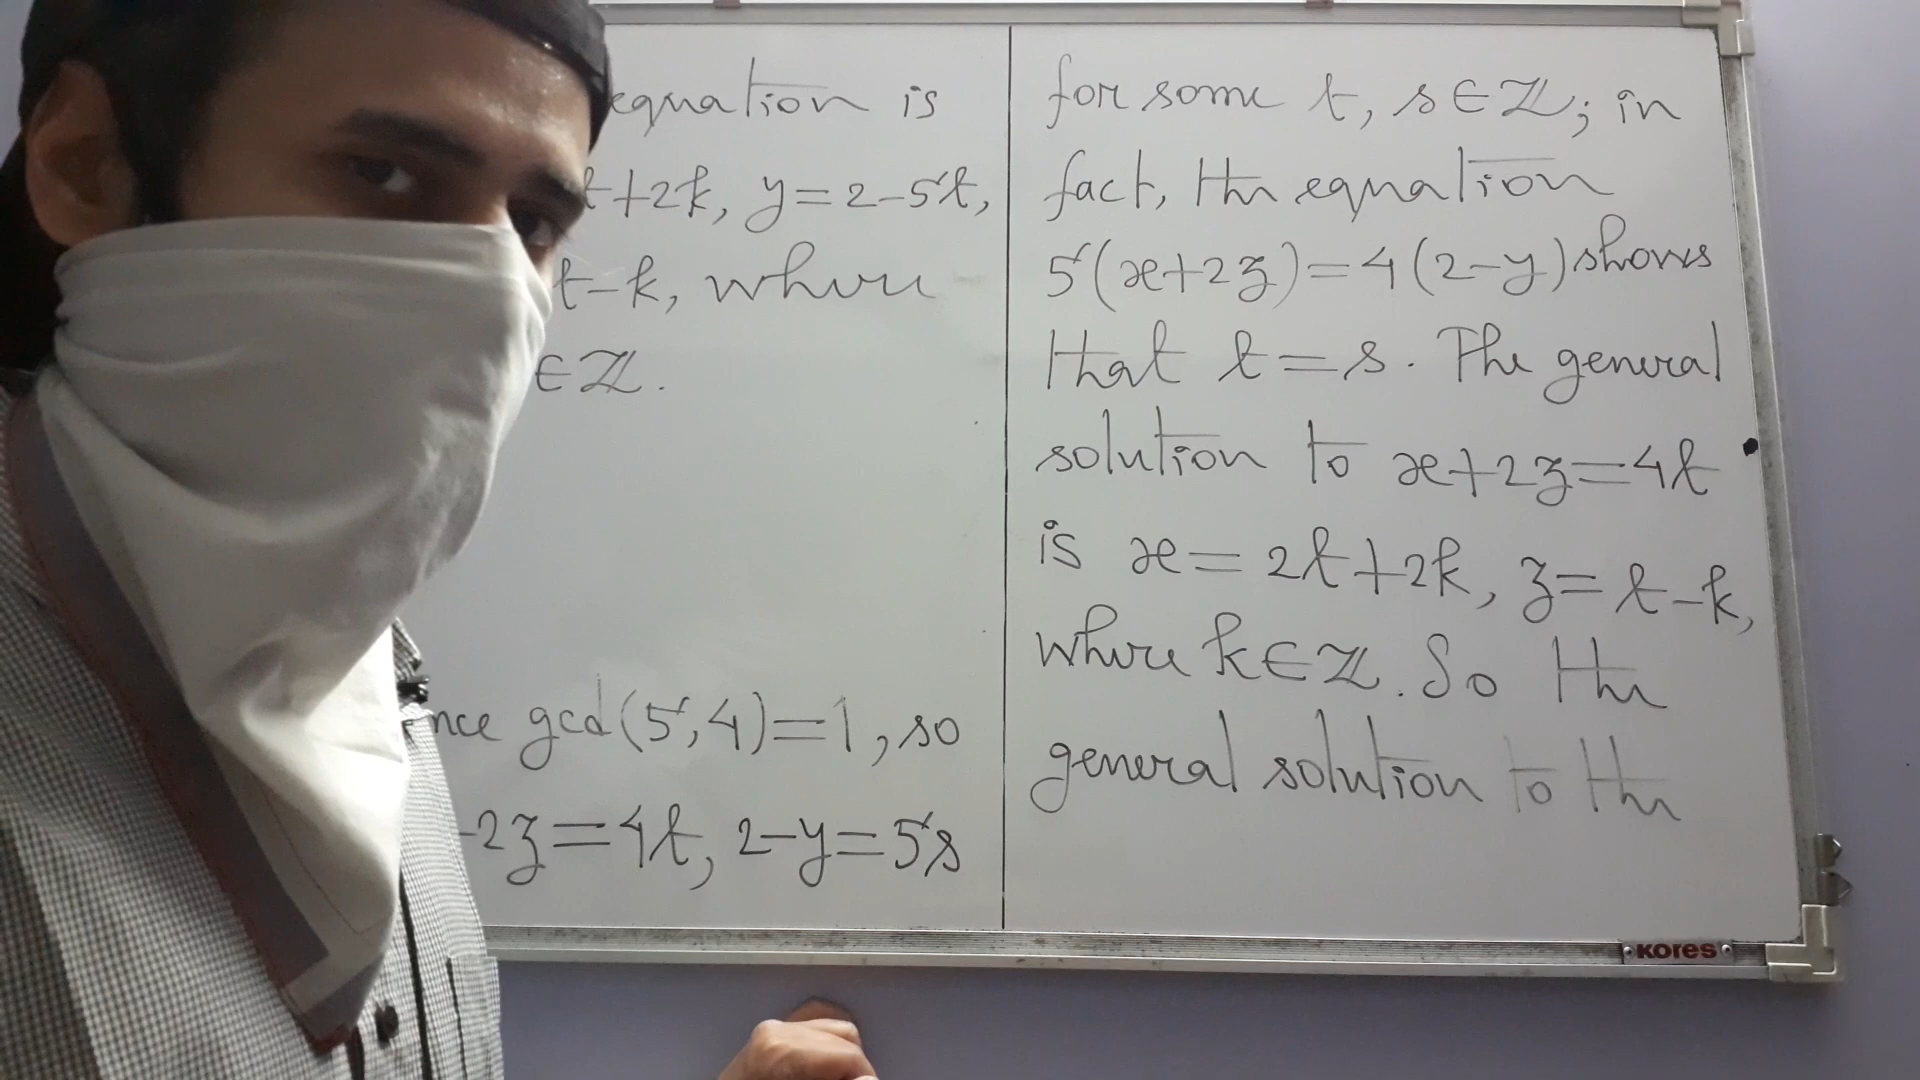 equation is
t+2k, y=2-5t,
t-k, where
∈ℤ.
gcd(5,4)=1, so
2z=4t, 2-y=5s
for some t, s∈ℤ; in
fact, the equation
5(x+2z)=4(2-y) shows
that t=s. The general
solution to x+2z=4t
is x=2t+2k, z=t-k,
where k∈ℤ. So the
general solution to the
KORES